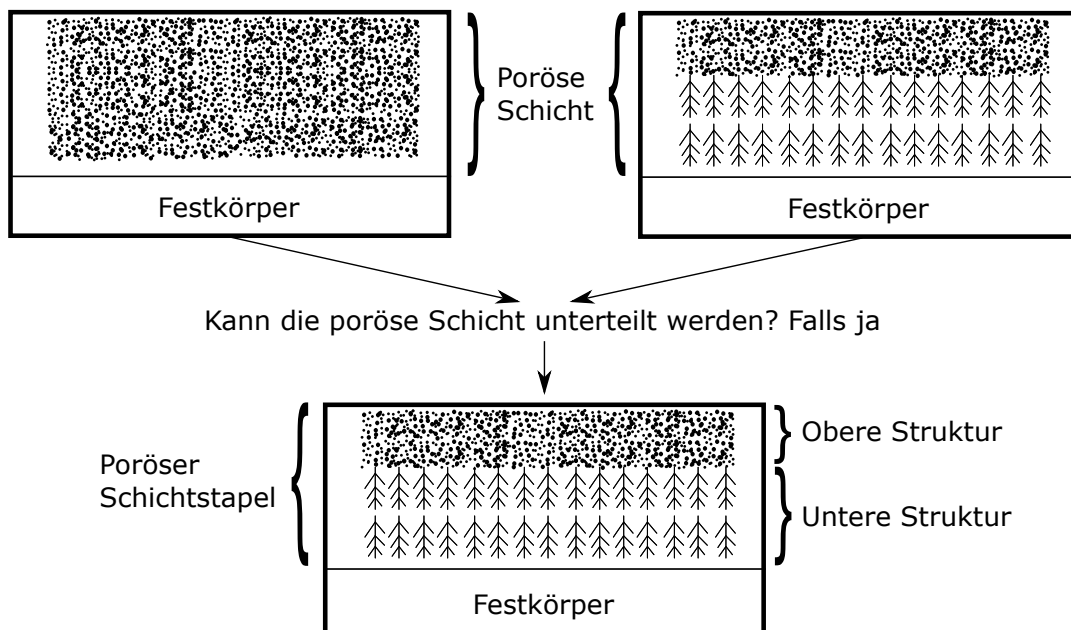 Poröse
Schicht
Festkörper
Festkörper
Kann die poröse Schicht unterteilt werden? Falls ja
Poröser
Schichtstapel
Obere Struktur
Untere Struktur
Festkörper